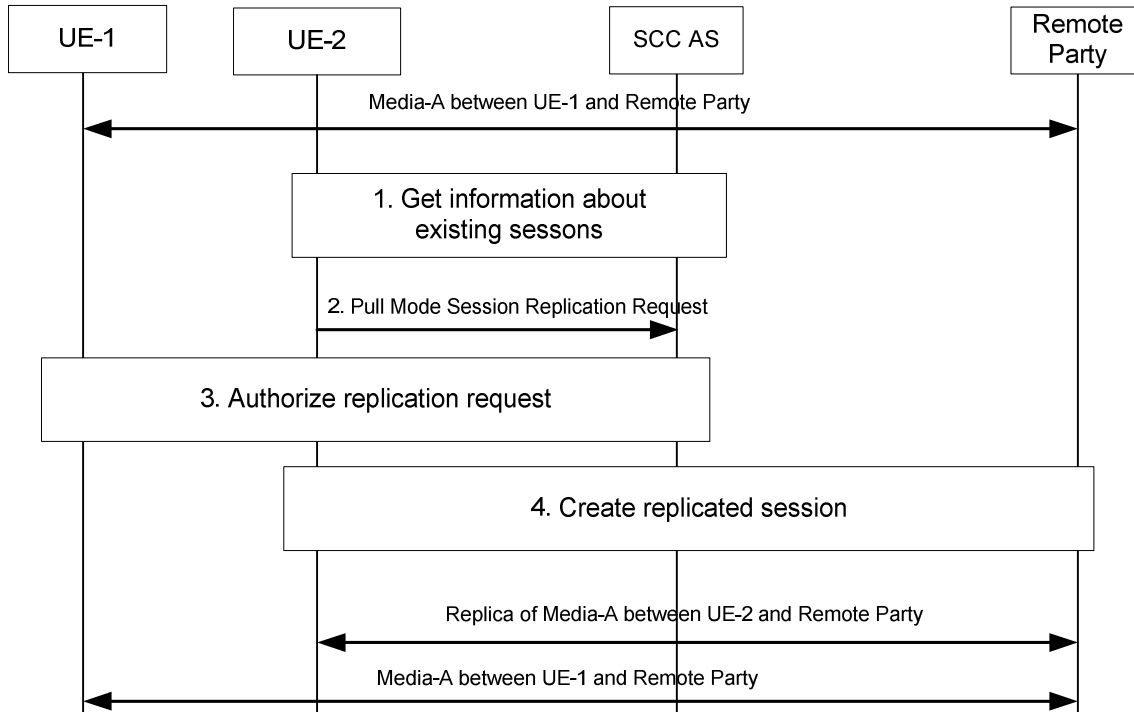 UE-1
UE-2
SCC AS
Remote
Party
Media-A between UE-1 and Remote Party
1. Get information about
existing sessons
2. Pull Mode Session Replication Request
3. Authorize replication request
4. Create replicated session
Replica of Media-A between UE-2 and Remote Party
Media-A between UE-1 and Remote Party